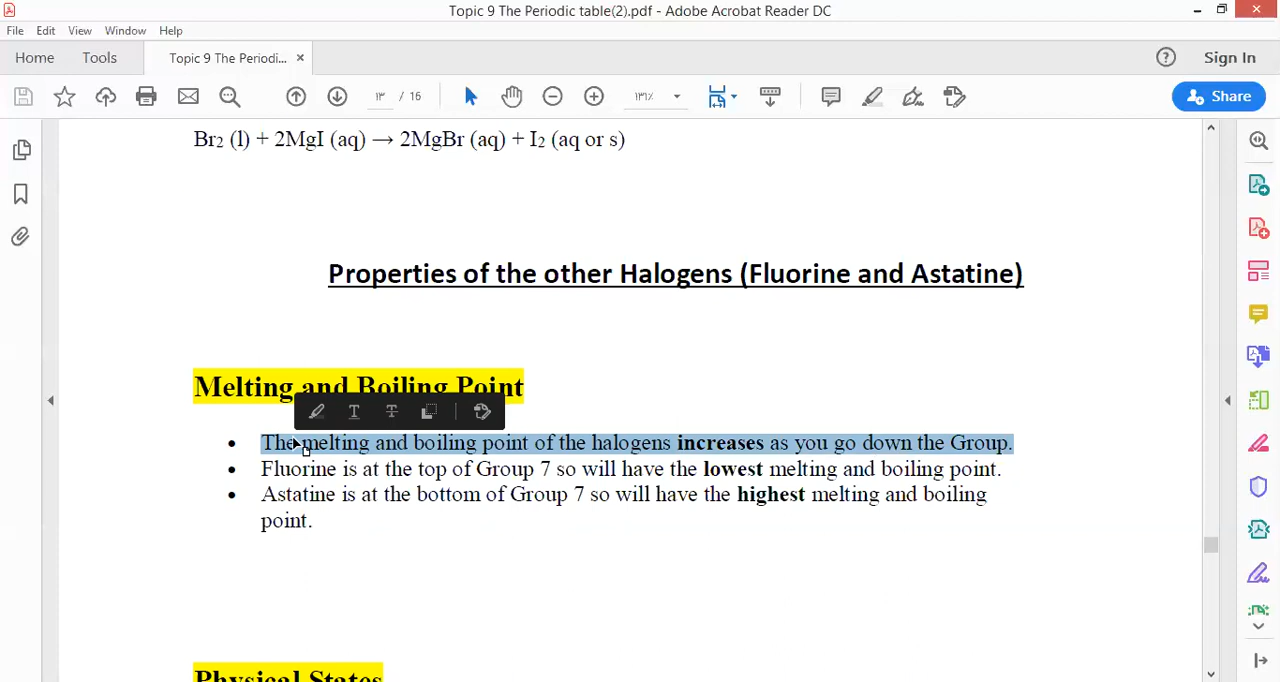 Topic 9 The Periodic table(2).pdf - Adobe Acrobat Reader DC
File Edit View Window Help
Home Tools Topic 9 The Periodi... × Sign In
١٣ / 16 ١٣١٪ Share
Br2 (l) + 2MgI (aq) → 2MgBr (aq) + I2 (aq or s)
Properties of the other Halogens (Fluorine and Astatine)
Melting and Boiling Point
• The melting and boiling point of the halogens increases as you go down the Group.
• Fluorine is at the top of Group 7 so will have the lowest melting and boiling point.
• Astatine is at the bottom of Group 7 so will have the highest melting and boiling
point.
Physical States